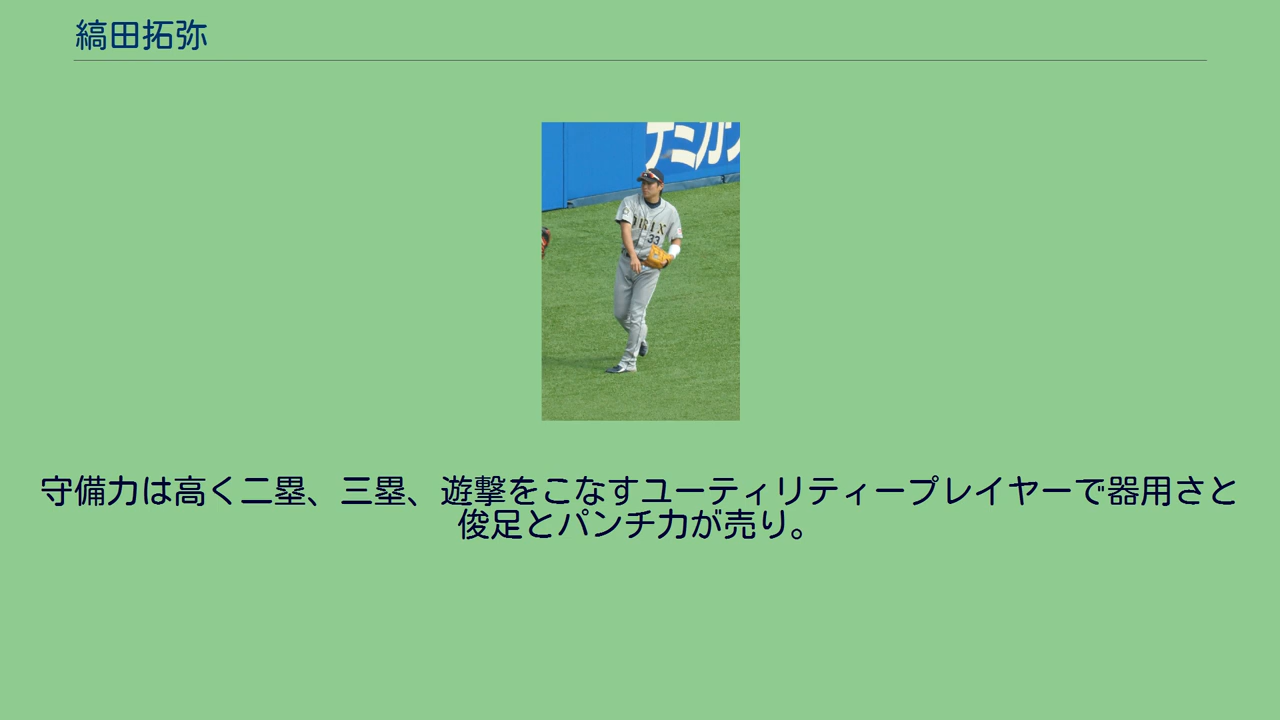 縞田拓弥
守備力は高く二塁、三塁、遊撃をこなすユーティリティープレイヤーで器用さと
俊足とパンチ力が売り。
33